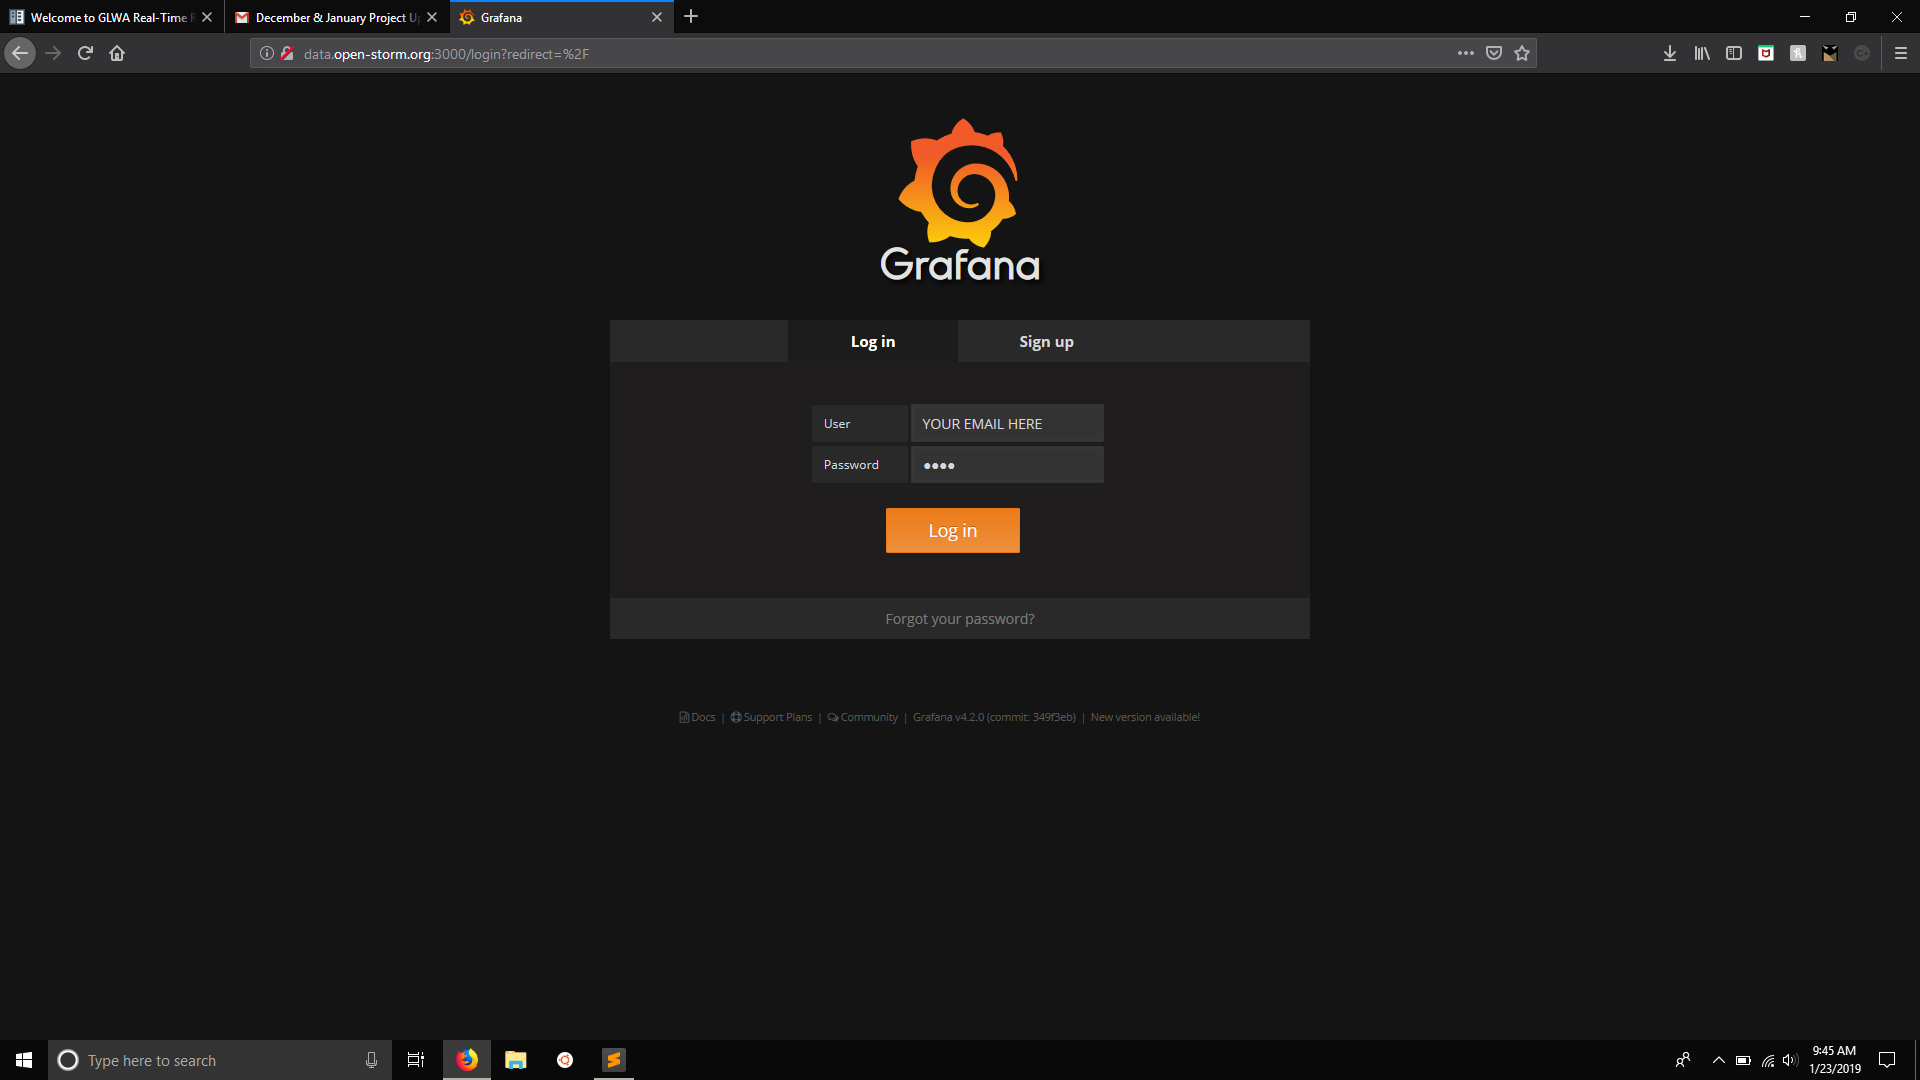 Welcome to GLWA Real-Time
December & January Project U
Grafana
data.open-storm.org:3000/login?redirect=%2F
Grafana
Log in
Sign up
User
YOUR EMAIL HERE
Password
••••
Log in
Forgot your password?
Docs | Support Plans | Community | Grafana v4.2.0 (commit: 349f3eb) | New version available!
Type here to search
9:45 AM
1/23/2019